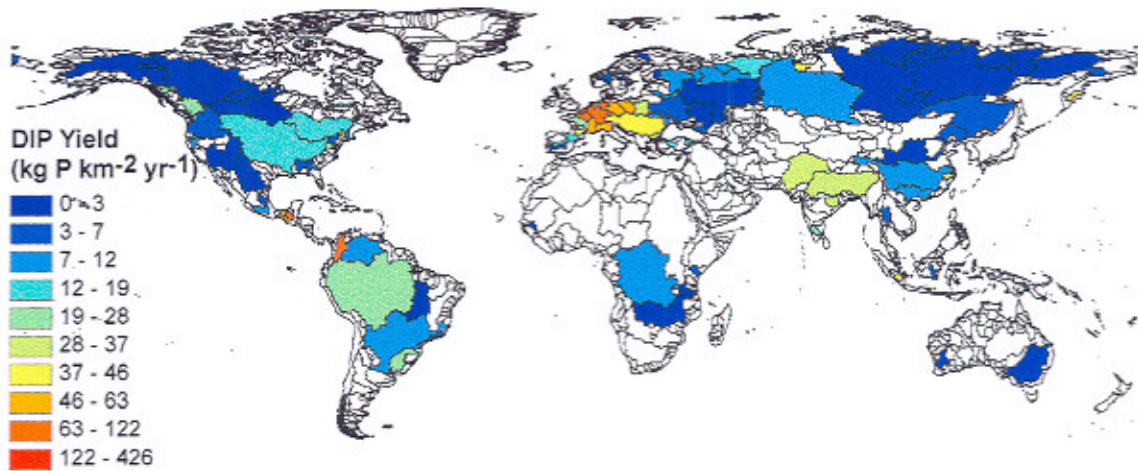 DIP Yield
(kg P km-2 yr-1)
0 - 3
3 - 7
7 - 12
12 - 19
19 - 28
28 - 37
37 - 46
46 - 63
63 - 122
122 - 426